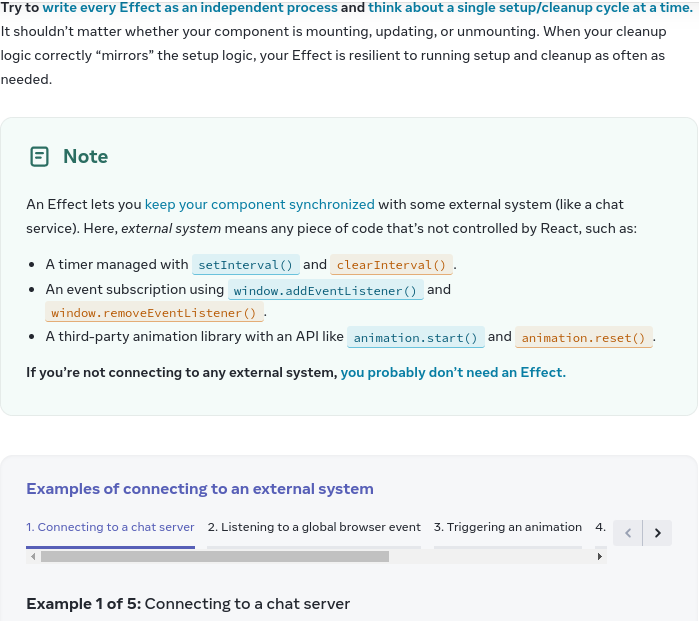 Try to write every Effect as an independent process and think about a single setup/cleanup cycle at a time.
It shouldn’t matter whether your component is mounting, updating, or unmounting. When your cleanup
logic correctly “mirrors” the setup logic, your Effect is resilient to running setup and cleanup as often as
needed.
Note
An Effect lets you keep your component synchronized with some external system (like a chat
service). Here, external system means any piece of code that’s not controlled by React, such as:
• A timer managed with setInterval() and clearInterval().
• An event subscription using window.addEventListener() and
window.removeEventListener().
• A third-party animation library with an API like animation.start() and animation.reset().
If you’re not connecting to any external system, you probably don’t need an Effect.
Examples of connecting to an external system
1. Connecting to a chat server 2. Listening to a global browser event 3. Triggering an animation 4.
Example 1 of 5: Connecting to a chat server